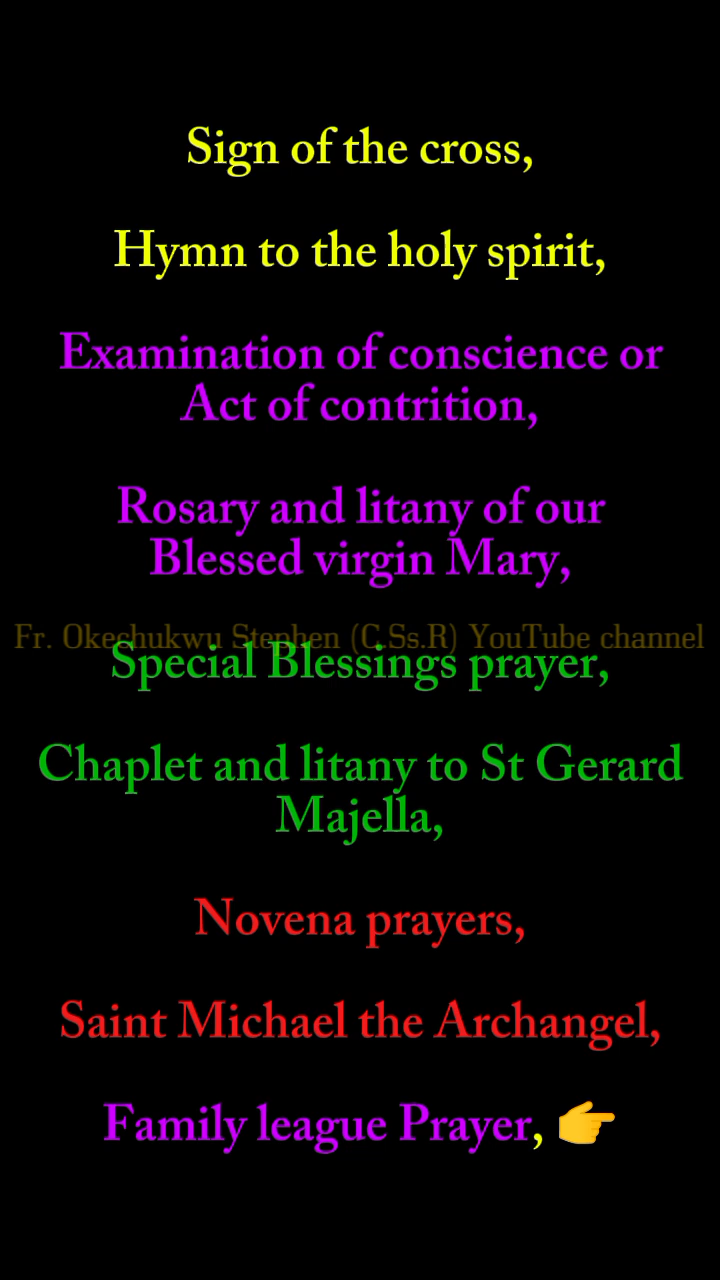 Sign of the cross,
Hymn to the holy spirit,
Examination of conscience or
Act of contrition,
Rosary and litany of our
Blessed virgin Mary,
Fr. Okechukwu Stephen (C.Ss.R) YouTube channel
Special Blessings prayer,
Chaplet and litany to St Gerard
Majella,
Novena prayers,
Saint Michael the Archangel,
Family league Prayer, 👉